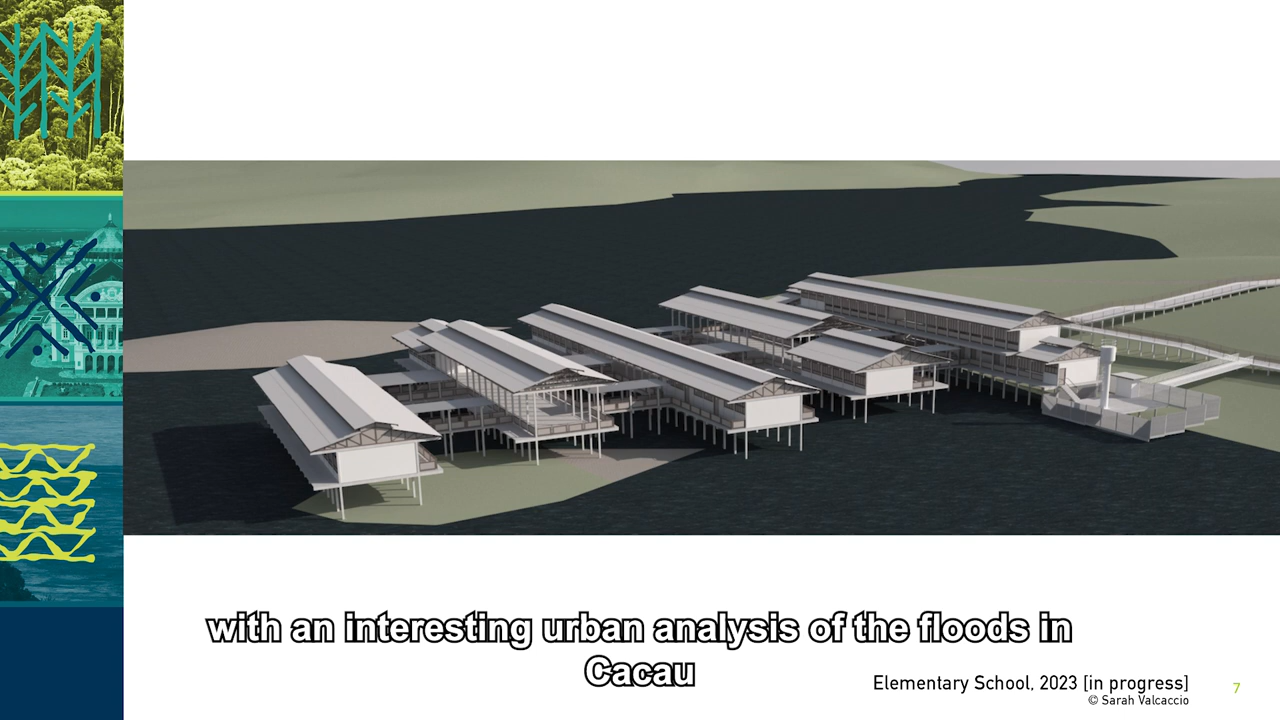 with an interesting urban analysis of the floods in
Cacau
Elementary School, 2023 [in progress]
© Sarah Valcaccio
7